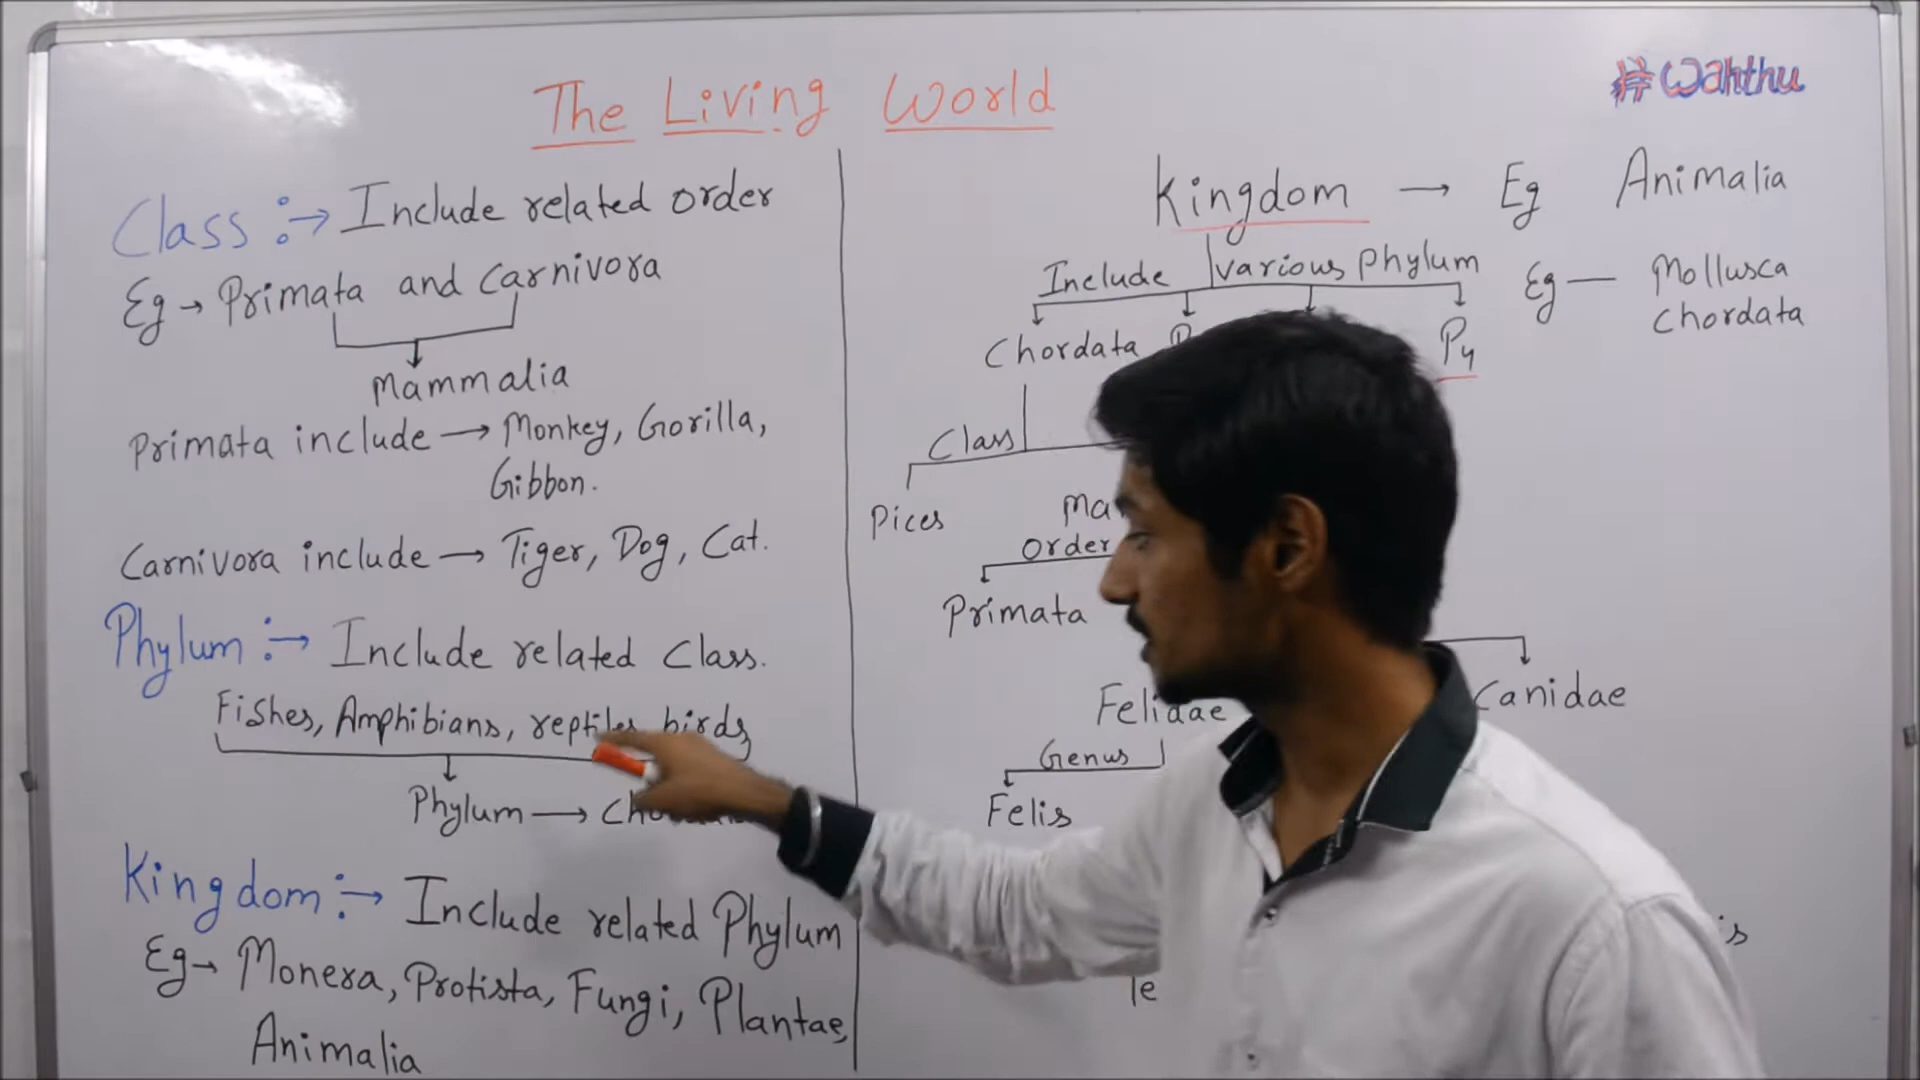 The Living World
#Wahthu
Class :→ Include related order
Eg → Primata and Carnivora
Mammalia
Primata include → Monkey, Gorilla,
Gibbon.
Carnivora include → Tiger, Dog, Cat.
Phylum :→ Include related Class.
Fishes, Amphibians, reptiles birds
Phylum →
Kingdom :→ Include related Phylum
Eg → Monera, Protista, Fungi, Plantae,
Animalia
Kingdom → Eg Animalia
Include various Phylum Eg — Mollusca
Chordata
Chordata P4
Class
Pices
Order
Primata
Felidae Canidae
Genus
Felis